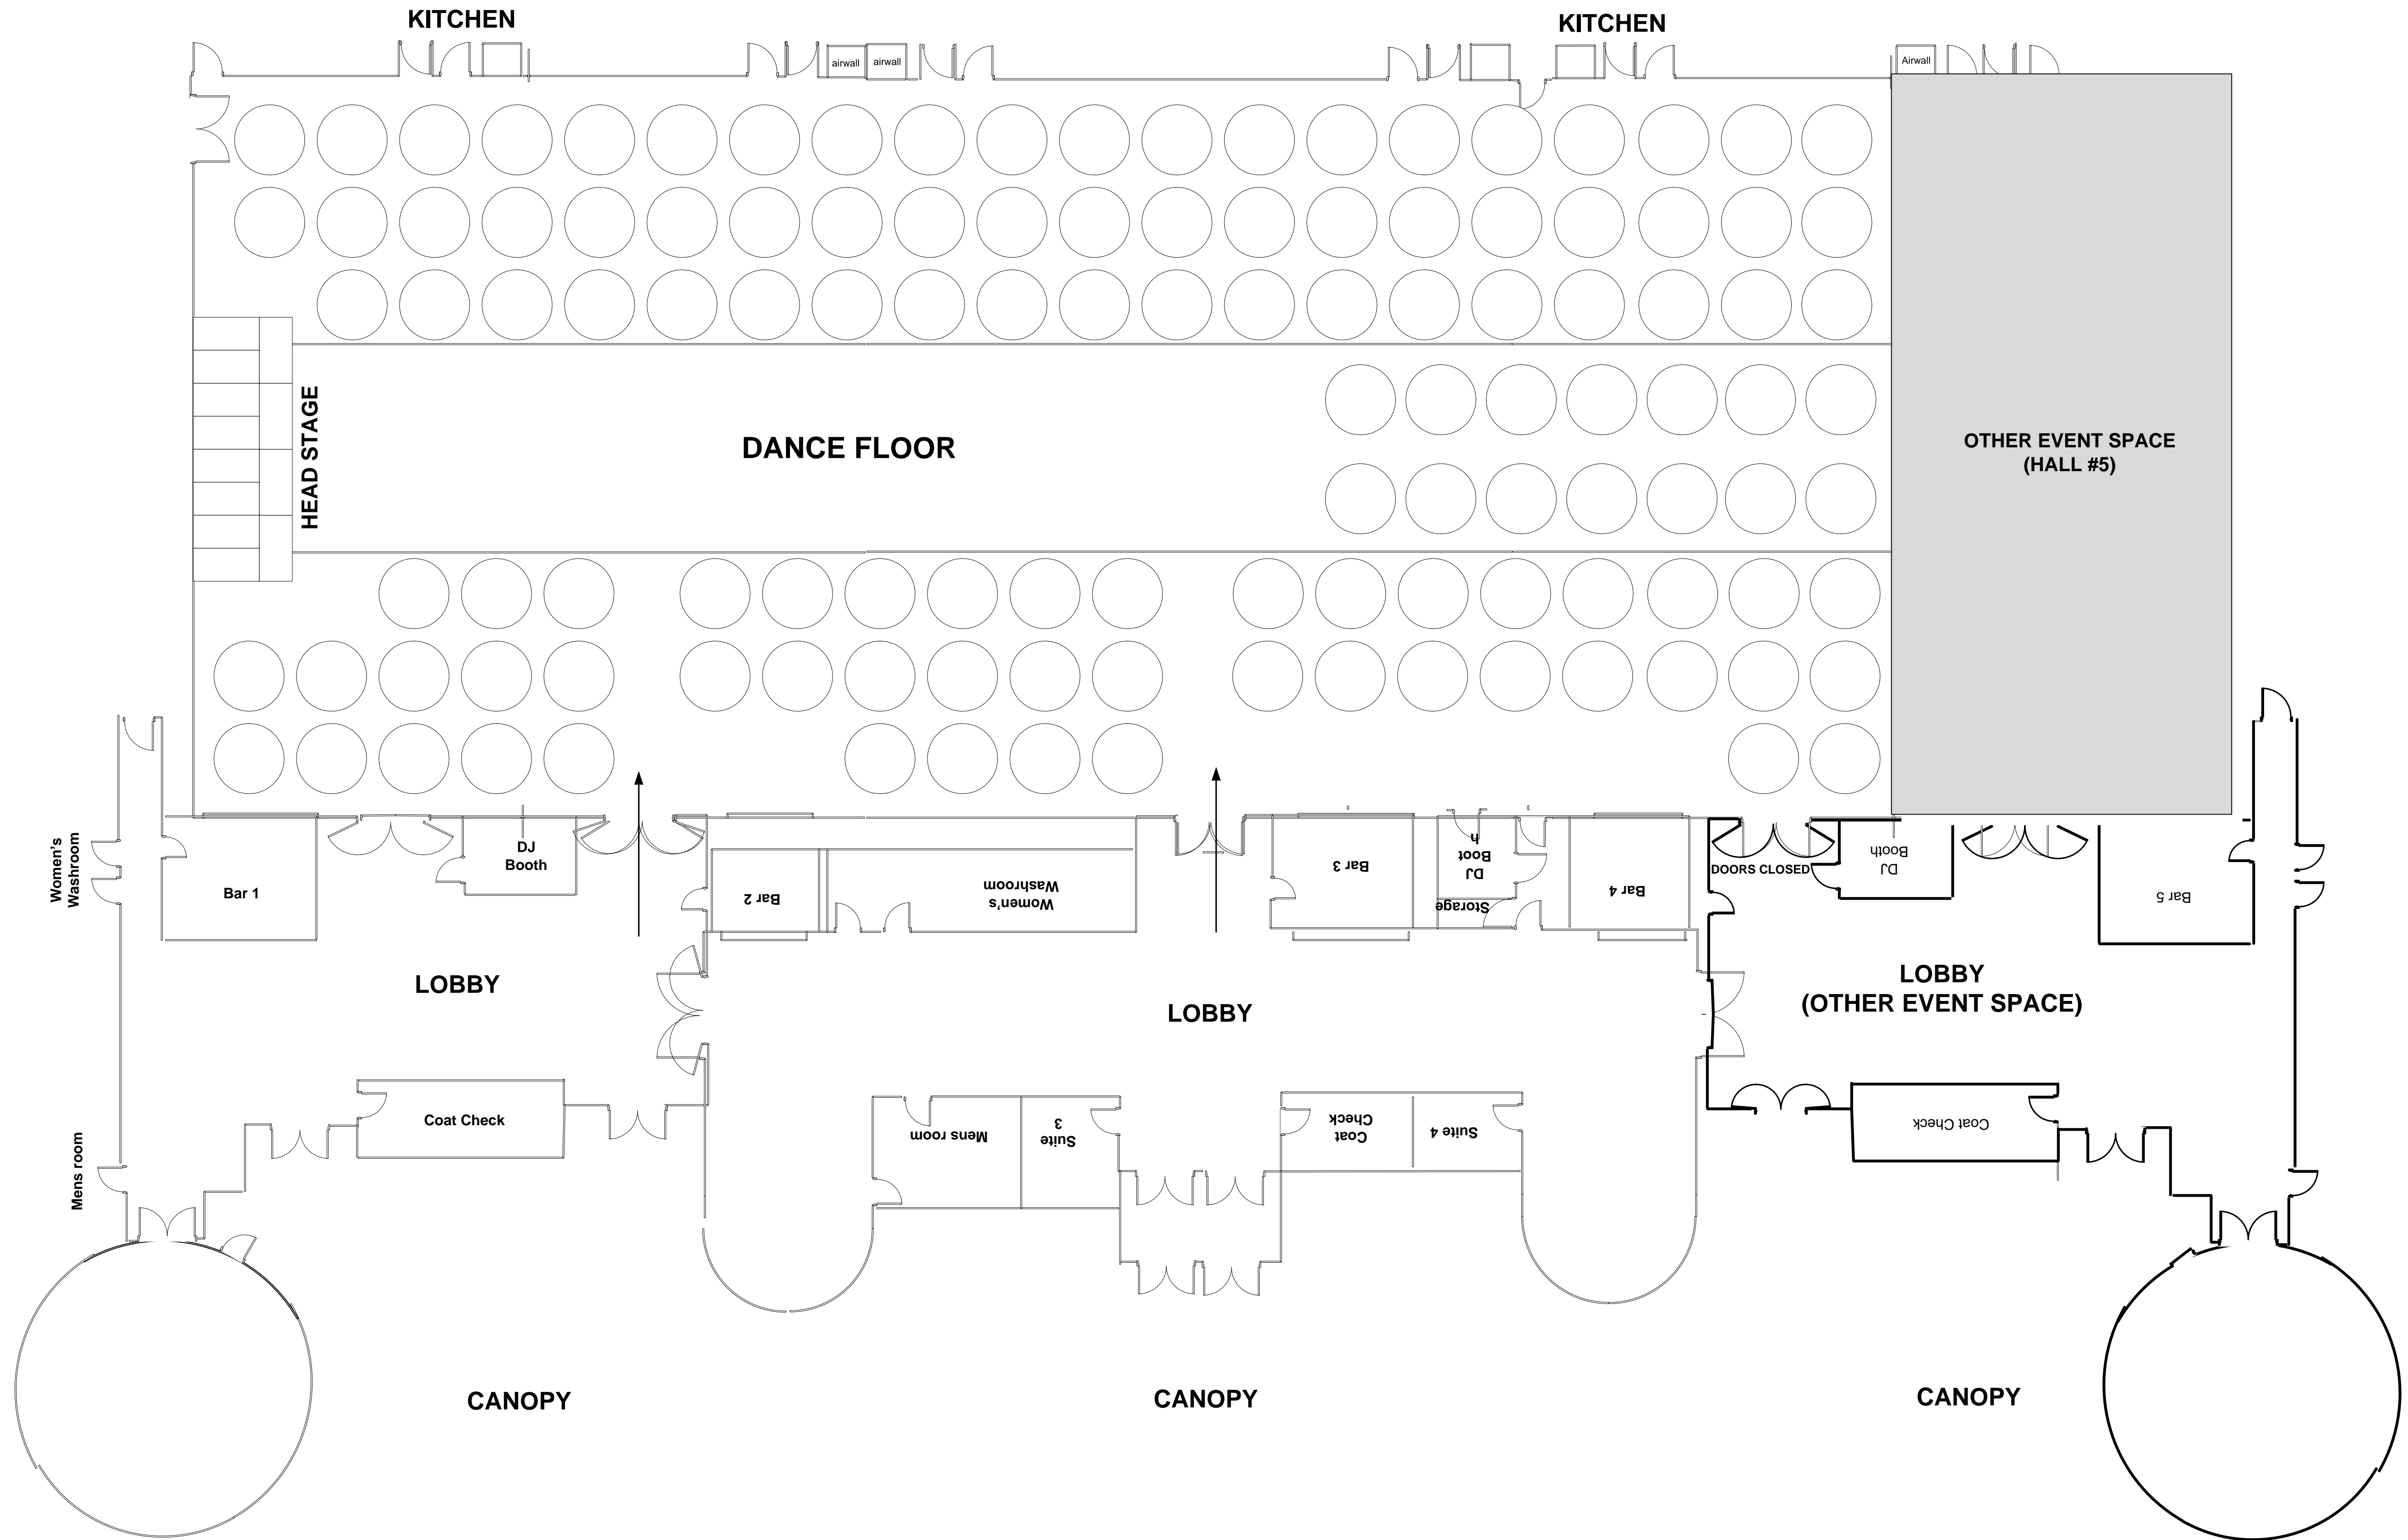 KITCHEN
KITCHEN
airwall
airwall
Airwall
HEAD STAGE
DANCE FLOOR
OTHER EVENT SPACE
(HALL #5)
Women's
Washroom
Bar 1
DJ
Booth
Bar 2
Women's
Washroom
Bar 3
DJ
Boot
h
Storage
Bar 4
DOORS CLOSED
DJ
Booth
Bar 5
LOBBY
LOBBY
LOBBY
(OTHER EVENT SPACE)
Mens room
Coat Check
Mens room
Suite
3
Coat
Check
Suite 4
Coat Check
CANOPY
CANOPY
CANOPY